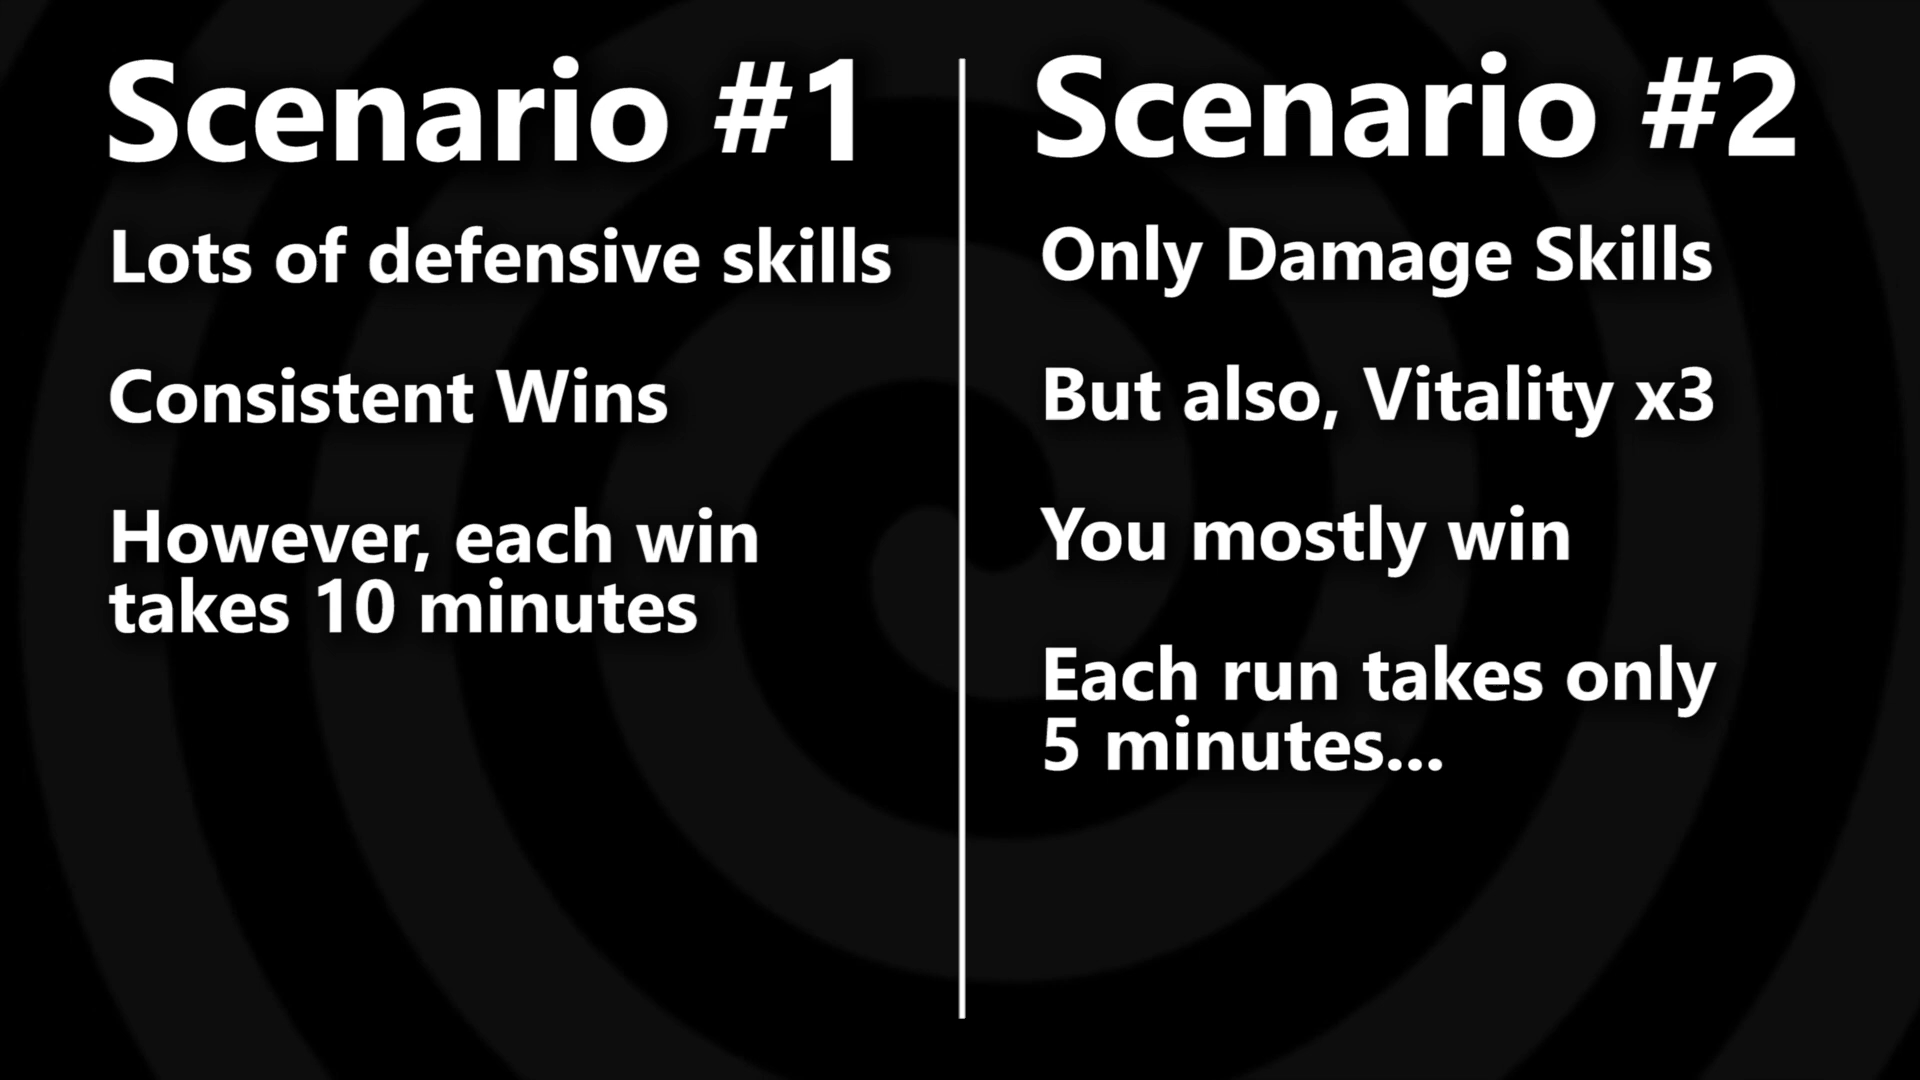 Scenario #1
Lots of defensive skills
Consistent Wins
However, each win
takes 10 minutes
Scenario #2
Only Damage Skills
But also, Vitality x3
You mostly win
Each run takes only
5 minutes...